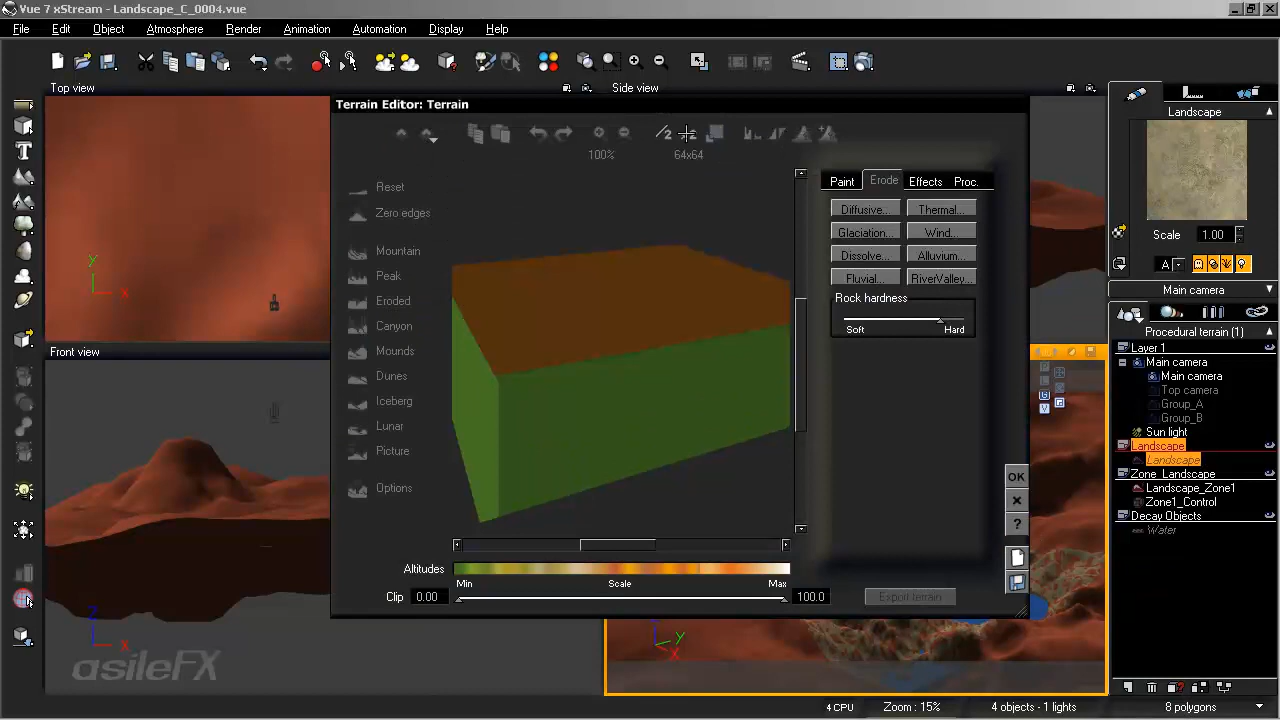 Vue 7 xStream - Landscape_C_0004.vue
File Edit Object Atmosphere Render Animation Automation Display Help
Top view
Side view
Terrain Editor: Terrain
100%
64x64
Reset
Zero edges
Mountain
Peak
Eroded
Canyon
Mounds
Dunes
Iceberg
Lunar
Picture
Options
Paint Erode Effects Proc.
Diffusive... Thermal...
Glaciation... Wind...
Dissolve... Alluvium...
Fluvial... RiverValley...
Rock hardness
Soft Hard
OK
?
Altitudes
Min Scale Max
Clip 0.00 100.0
Export terrain
Front view
y
x
Z
X
Y
X
asileFX
Landscape
Scale 1.00
A
Main camera
Procedural terrain (1)
Layer 1
Main camera
Main camera
Top camera
Group_A
Group_B
Sun light
Landscape
Landscape
Zone_Landscape
Landscape_Zone1
Zone1_Control
Decay Objects
Water
4 CPU Zoom : 15% 4 objects - 1 lights 8 polygons